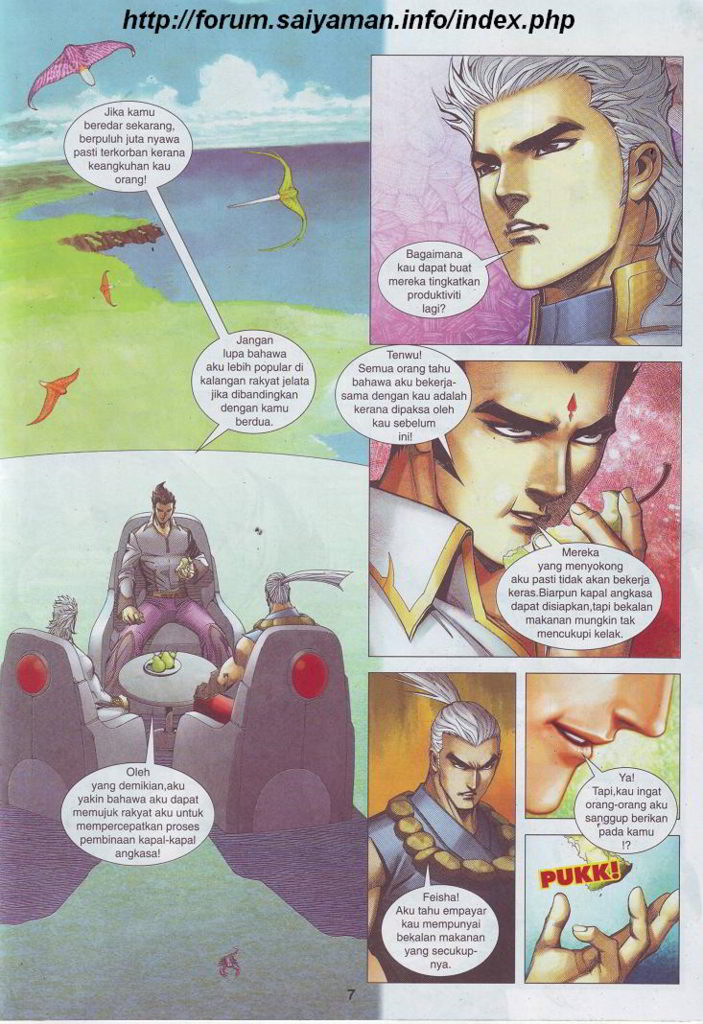 http://forum.saiyaman.info/index.php
Jika kamu
beredar sekarang,
berpuluh juta nyawa
pasti terkorban kerana
keangkuhan kau
orang!
Jangan
lupa bahawa
aku lebih popular di
kalangan rakyat jelata
jika dibandingkan
dengan kamu
berdua.
Oleh
yang demikian,aku
yakin bahawa aku dapat
memujuk rakyat aku untuk
mempercepatkan proses
pembinaan kapal-kapal
angkasa!
Bagaimana
kau dapat buat
mereka tingkatkan
produktiviti
lagi?
Tenwu!
Semua orang tahu
bahawa aku bekerja-
sama dengan kau adalah
kerana dipaksa oleh
kau sebelum
ini!
Mereka
yang menyokong
aku pasti tidak akan bekerja
keras.Biarpun kapal angkasa
dapat disiapkan,tapi bekalan
makanan mungkin tak
mencukupi kelak.
Feisha!
Aku tahu empayar
kau mempunyai
bekalan makanan
yang secukup-
nya.
Ya!
Tapi,kau ingat
orang-orang aku
sanggup berikan
pada kamu
!?
PUKK!
7